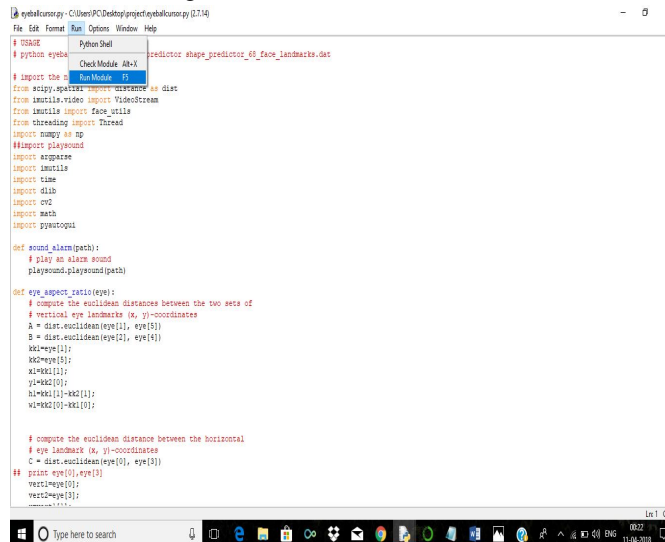 eyeballcursor.py - C:\Users\PC\Desktop\project\eyeballcursor.py (2.7.14)
File Edit Format Run Options Window Help
# USAGE
Python Shell
# python eyeba predictor shape_predictor_68_face_landmarks.dat
Check Module Alt+X
# import the n
Run Module F5
from scipy.spatial import distance as dist
from imutils.video import VideoStream
from imutils import face_utils
from threading import Thread
import numpy as np
##import playsound
import argparse
import imutils
import time
import dlib
import cv2
import math
import pyautogui
def sound_alarm(path):
# play an alarm sound
playsound.playsound(path)
def eye_aspect_ratio(eye):
# compute the euclidean distances between the two sets of
# vertical eye landmarks (x, y)-coordinates
A = dist.euclidean(eye[1], eye[5])
B = dist.euclidean(eye[2], eye[4])
kk1=eye[1];
kk2=eye[5];
x1=kk1[1];
y1=kk2[0];
h1=kk1[1]-kk2[1];
w1=kk2[0]-kk1[0];
# compute the euclidean distance between the horizontal
# eye landmark (x, y)-coordinates
C = dist.euclidean(eye[0], eye[3])
## print eye[0],eye[3]
vert1=eye[0];
vert2=eye[3];
Ln: 1 C
Type here to search
ENG
00:22
11-04-2018